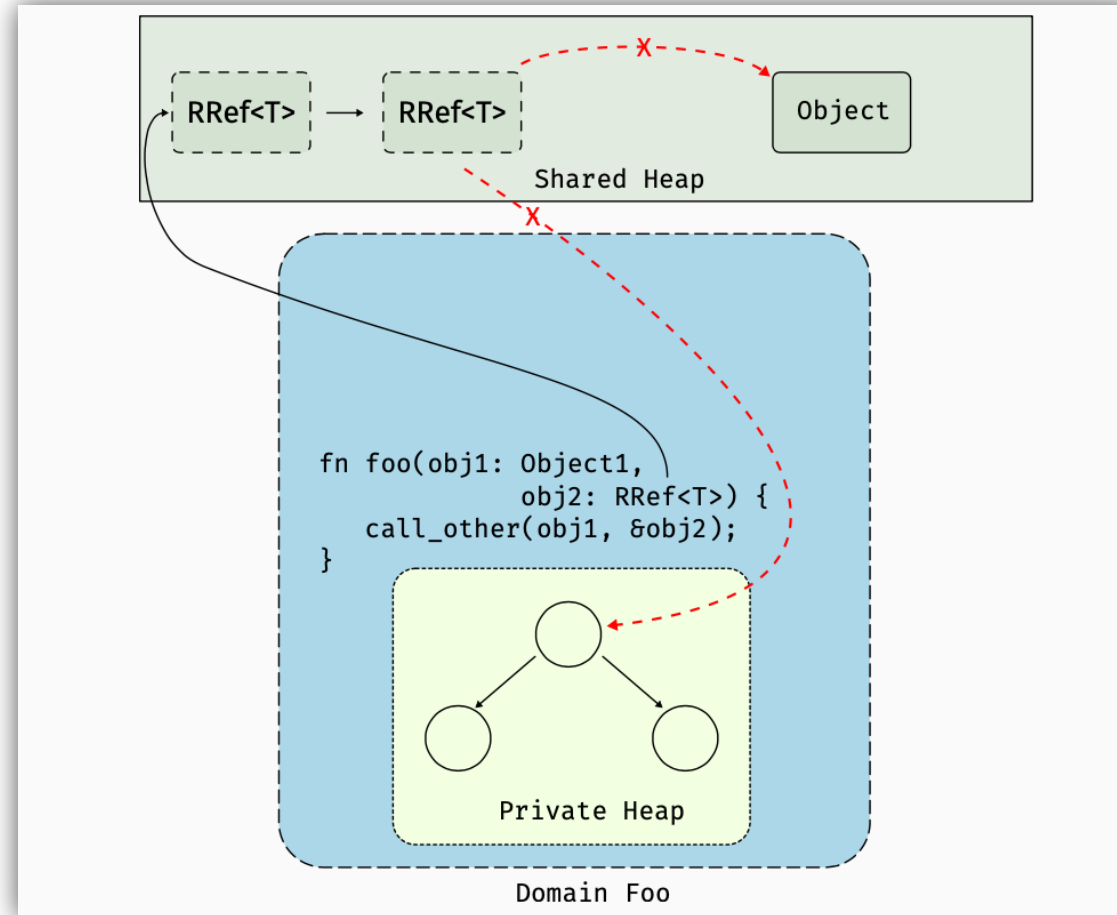 X
RRef<T> RRef<T> Object
Shared Heap
X
fn foo(obj1: Object1,
obj2: RRef<T>) {
call_other(obj1, &obj2);
}
Private Heap
Domain Foo